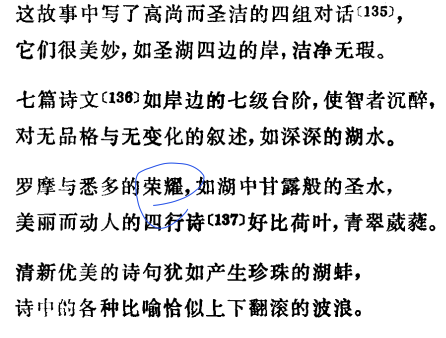 这故事中写了高尚而圣洁的四组对话〔135〕，
它们很美妙，如圣湖四边的岸，洁净无瑕。
七篇诗文〔136〕如岸边的七级台阶，使智者沉醉，
对无品格与无变化的叙述，如深深的湖水。
罗摩与悉多的荣耀，如湖中甘露般的圣水，
美丽而动人的四行诗〔137〕好比荷叶，青翠葳蕤。
清新优美的诗句犹如产生珍珠的湖蚌，
诗中的各种比喻恰似上下翻滚的波浪。